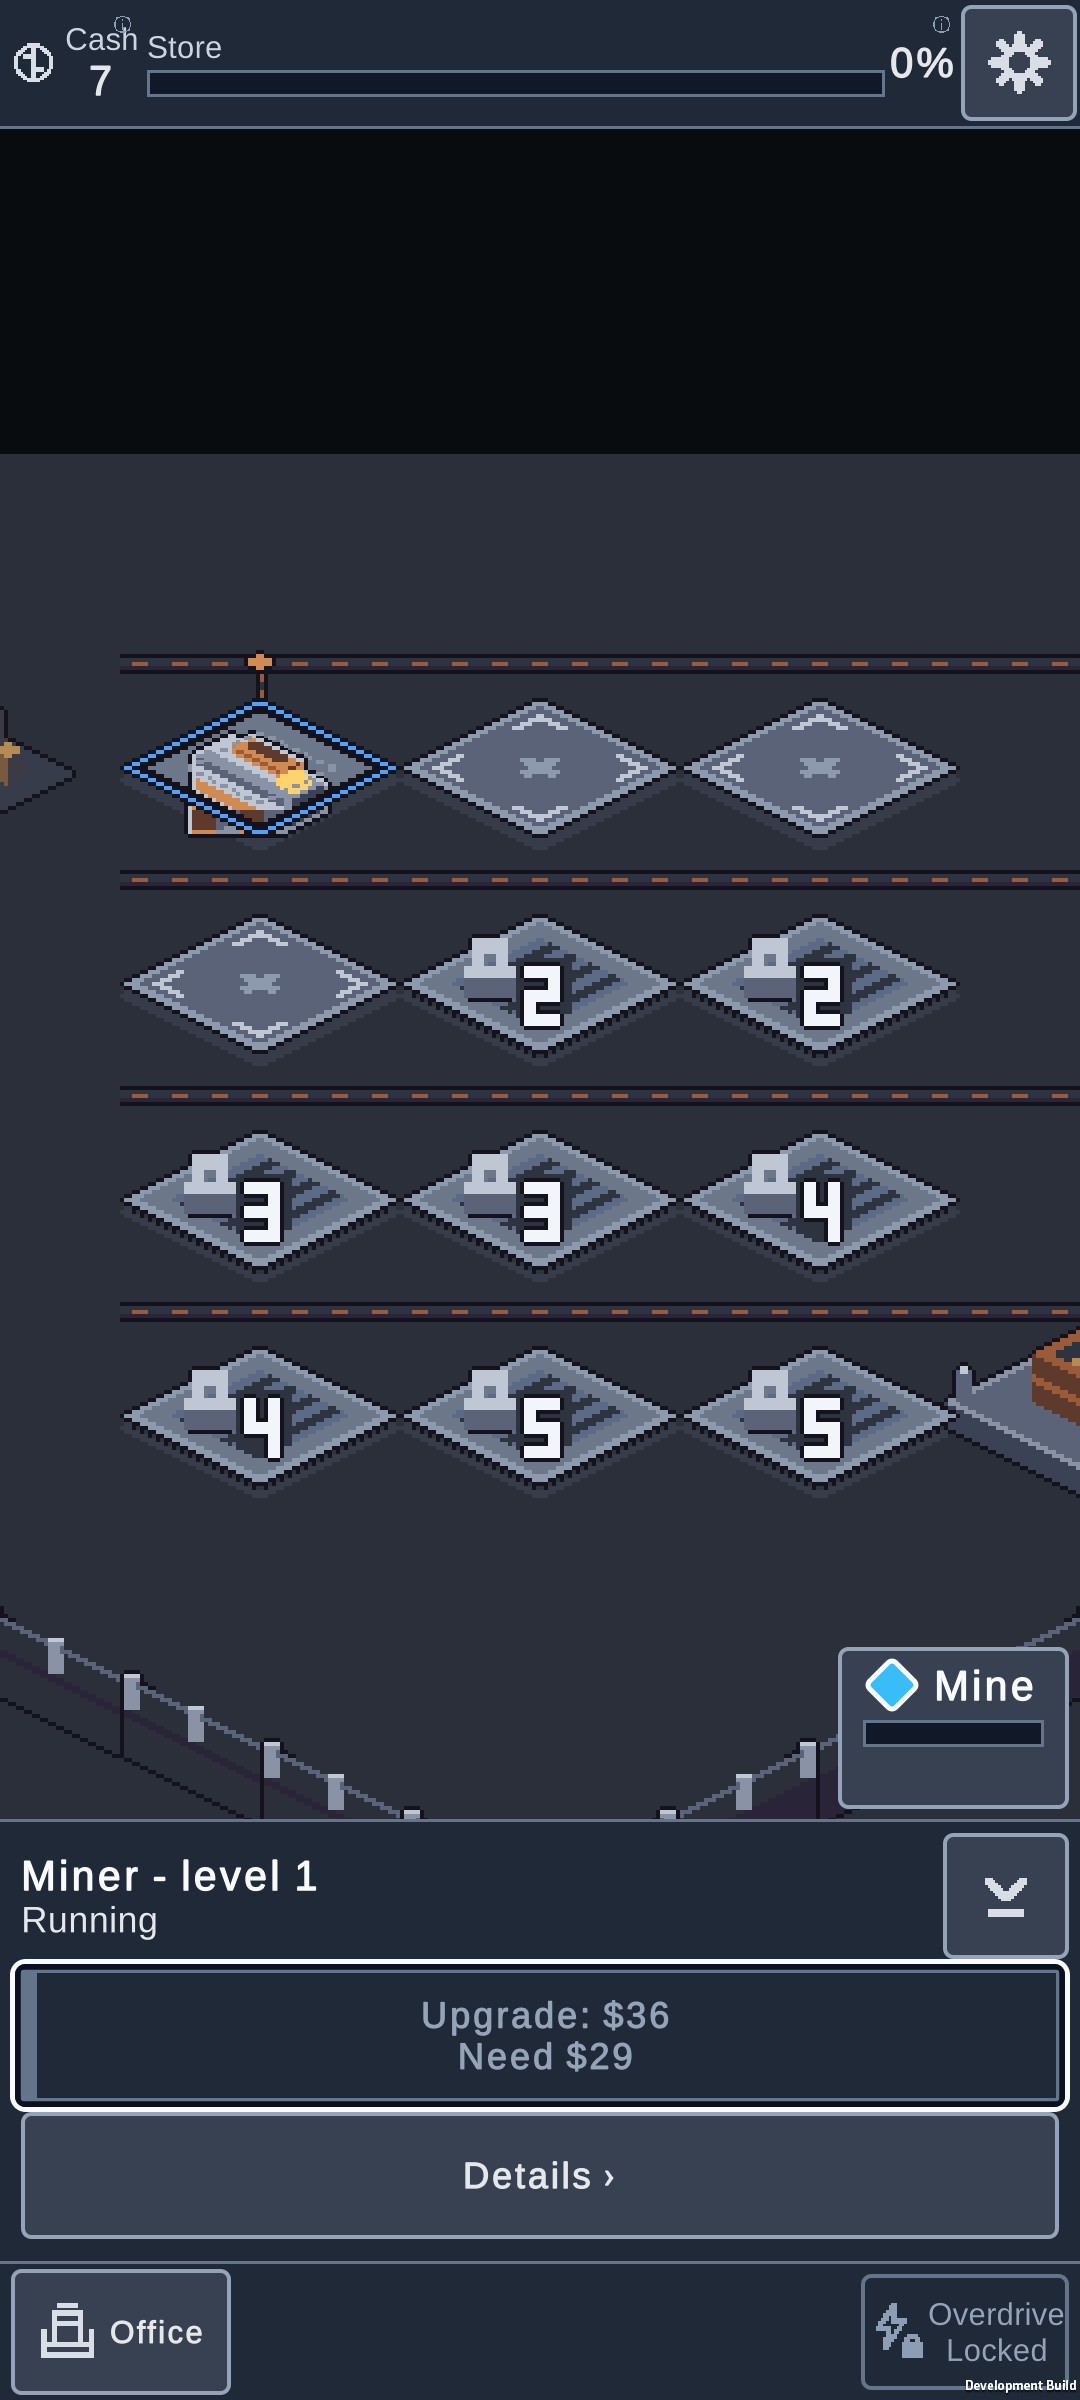 Cash
7
Store
0%
2
2
3
3
4
4
5
5
Mine
Miner - level 1
Running
Upgrade: $36
Need $29
Details ›
Office
Overdrive
Locked
Development Build